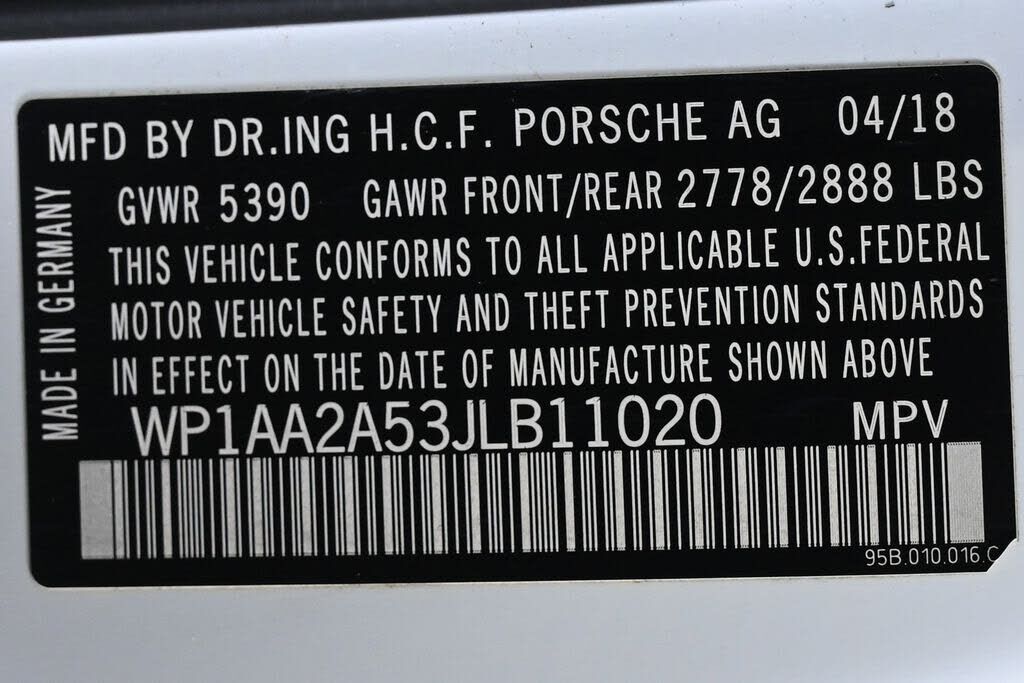 MFD BY DR.ING H.C.F. PORSCHE AG 04/18
GVWR 5390 GAWR FRONT/REAR 2778/2888 LBS
THIS VEHICLE CONFORMS TO ALL APPLICABLE U.S.FEDERAL
MOTOR VEHICLE SAFETY AND THEFT PREVENTION STANDARDS
IN EFFECT ON THE DATE OF MANUFACTURE SHOWN ABOVE
WP1AA2A53JLB11020 MPV
95B.010.016.C
MADE IN GERMANY